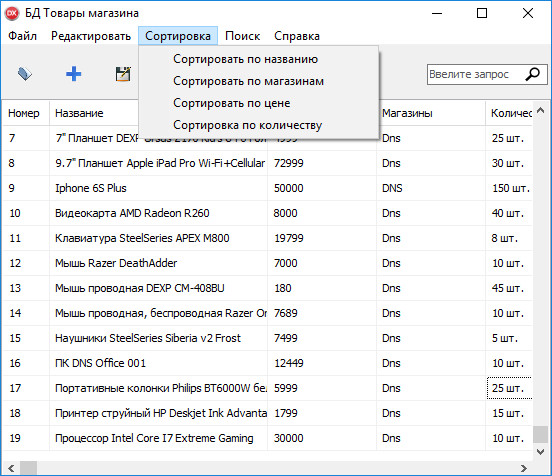 DX БД Товары магазина
Файл Редактировать Сортировка Поиск Справка
Сортировать по названию
Сортировать по магазинам
Сортировать по цене
Сортировка по количеству
Введите запрос
Номер Название Магазины Количес
7 7" Планшет DEXP Dns 25 шт.
8 9.7" Планшет Apple iPad Pro Wi-Fi+Cellular 72999 Dns 30 шт.
9 Iphone 6S Plus 50000 DNS 150 шт.
10 Видеокарта AMD Radeon R260 8000 Dns 40 шт.
11 Клавиатура SteelSeries APEX M800 19799 Dns 8 шт.
12 Мышь Razer DeathAdder 7000 Dns 10 шт.
13 Мышь проводная DEXP CM-408BU 180 Dns 45 шт.
14 Мышь проводная, беспроводная Razer Or 7689 Dns 10 шт.
15 Наушники SteelSeries Siberia v2 Frost 7499 Dns 5 шт.
16 ПК DNS Office 001 12449 Dns 10 шт.
17 Портативные колонки Philips BT6000W бел 5999 Dns 25 шт.
18 Принтер струйный HP Deskjet Ink Advanta 1799 Dns 15 шт.
19 Процессор Intel Core I7 Extreme Gaming 30000 Dns 10 шт.